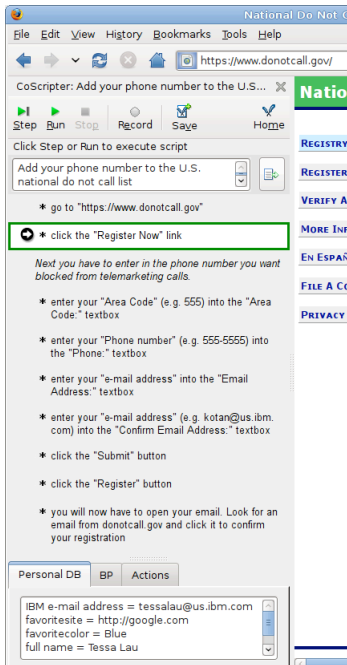 National Do Not C
File Edit View History Bookmarks Tools Help
https://www.donotcall.gov/
CoScripter: Add your phone number to the U.S...
Natio
Step Run Stop Record Save Home
Click Step or Run to execute script
Add your phone number to the U.S.
national do not call list
* go to "https://www.donotcall.gov"
* click the "Register Now" link
Next you have to enter in the phone number you want
blocked from telemarketing calls.
* enter your "Area Code" (e.g. 555) into the "Area
Code:" textbox
* enter your "Phone number" (e.g. 555-5555) into
the "Phone:" textbox
* enter your "e-mail address" into the "Email
Address:" textbox
* enter your "e-mail address" (e.g. kotan@us.ibm.
com) into the "Confirm Email Address:" textbox
* click the "Submit" button
* click the "Register" button
* you will now have to open your email. Look for an
email from donotcall.gov and click it to confirm
your registration
Personal DB BP Actions
IBM e-mail address = tessalau@us.ibm.com
favoritesite = http://google.com
favoritecolor = Blue
full name = Tessa Lau
REGISTRY
REGISTER
VERIFY A
MORE INF
EN ESPAÑ
FILE A CO
PRIVACY